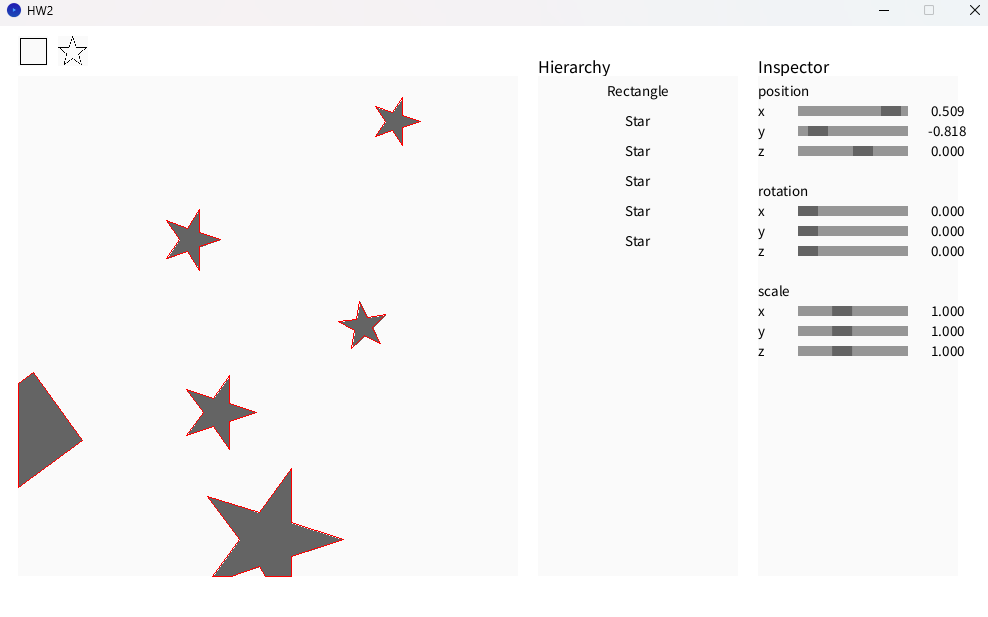 HW2
Hierarchy
Rectangle
Star
Star
Star
Star
Star
Inspector
position
x 0.509
y -0.818
z 0.000
rotation
x 0.000
y 0.000
z 0.000
scale
x 1.000
y 1.000
z 1.000